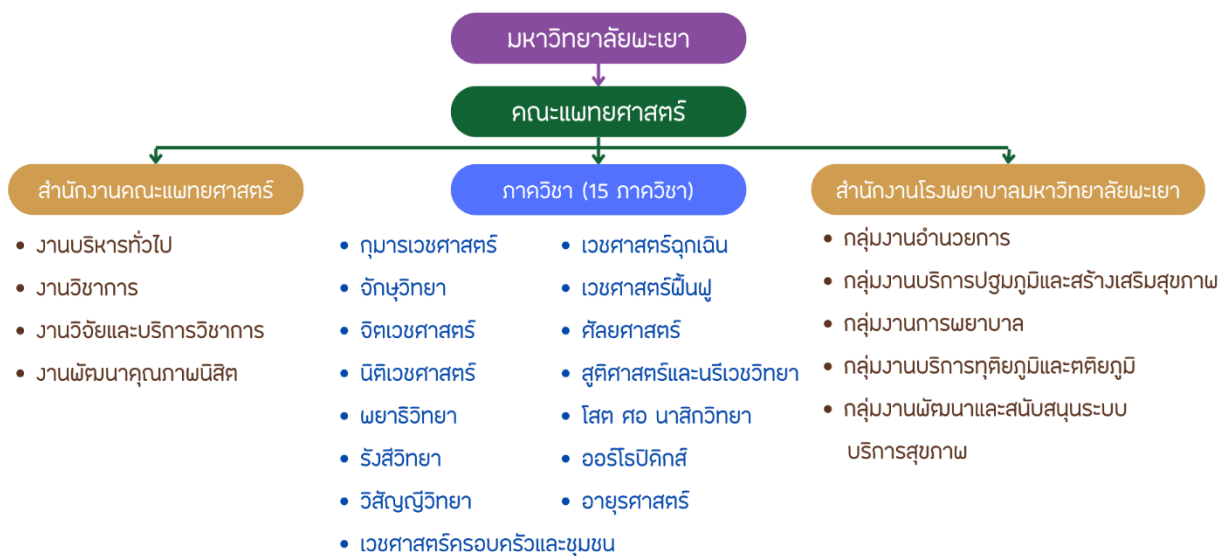 มหาวิทยาลัยพะเยา
คณะแพทยศาสตร์
สำนักงานคณะแพทยศาสตร์
• งานบริหารทั่วไป
• งานวิชาการ
• งานวิจัยและบริการวิชาการ
• งานพัฒนาคุณภาพนิสิต
ภาควิชา (15 ภาควิชา)
• กุมารเวชศาสตร์
• จักษุวิทยา
• จิตเวชศาสตร์
• นิติเวชศาสตร์
• พยาธิวิทยา
• รังสีวิทยา
• วิสัญญีวิทยา
• เวชศาสตร์ครอบครัวและชุมชน
• เวชศาสตร์ฉุกเฉิน
• เวชศาสตร์ฟื้นฟู
• ศัลยศาสตร์
• สูติศาสตร์และนรีเวชวิทยา
• โสต ศอ นาสิกวิทยา
• ออร์โธปิดิกส์
• อายุรศาสตร์
สำนักงานโรงพยาบาลมหาวิทยาลัยพะเยา
• กลุ่มงานอำนวยการ
• กลุ่มงานบริการปฐมภูมิและสร้างเสริมสุขภาพ
• กลุ่มงานการพยาบาล
• กลุ่มงานบริการทุติยภูมิและตติยภูมิ
• กลุ่มงานพัฒนาและสนับสนุนระบบ
บริการสุขภาพ